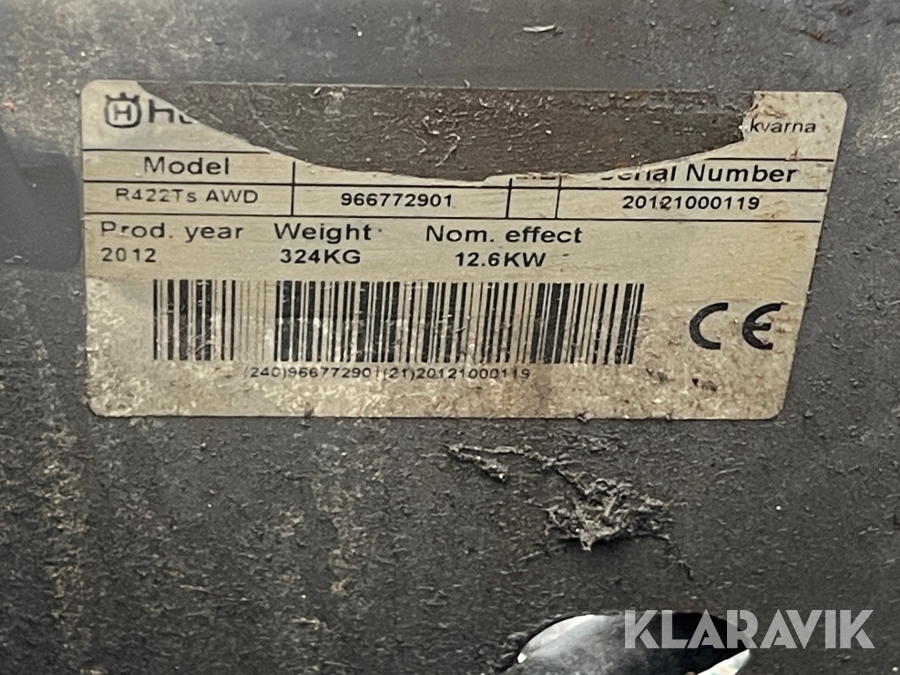 H
kvarna
Model Serial Number
R422Ts AWD 966772901 20121000119
Prod. year Weight Nom. effect
2012 324KG 12.6KW
(240)966772901(21)20121000119
CE
KLARAVIK